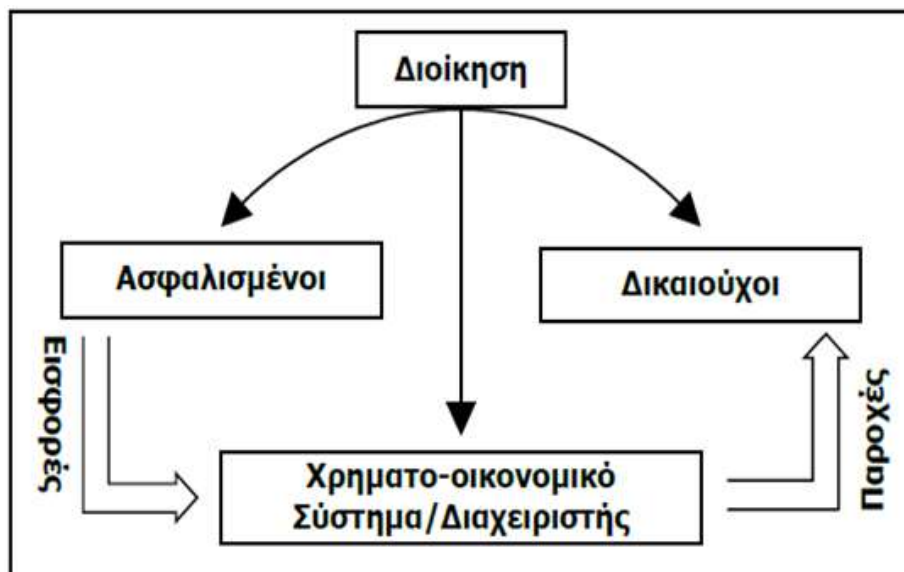 Διοίκηση
Ασφαλισμένοι
Δικαιούχοι
Εισφορές
Παροχές
Χρηματο-οικονομικό
Σύστημα/Διαχειριστής